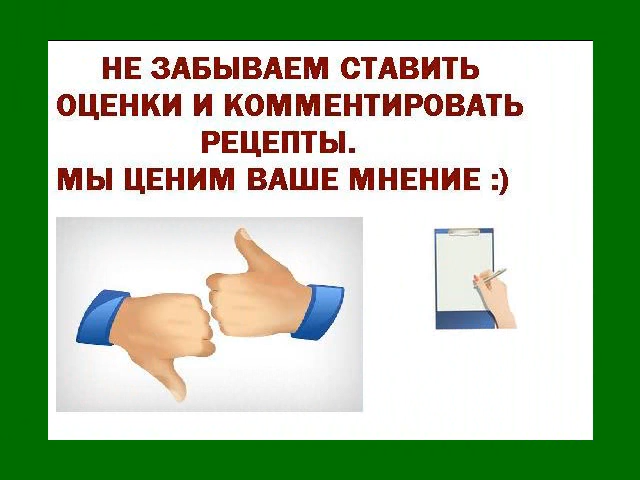 НЕ ЗАБЫВАЕМ СТАВИТЬ
ОЦЕНКИ И КОММЕНТИРОВАТЬ
РЕЦЕПТЫ.
МЫ ЦЕНИМ ВАШЕ МНЕНИЕ :)